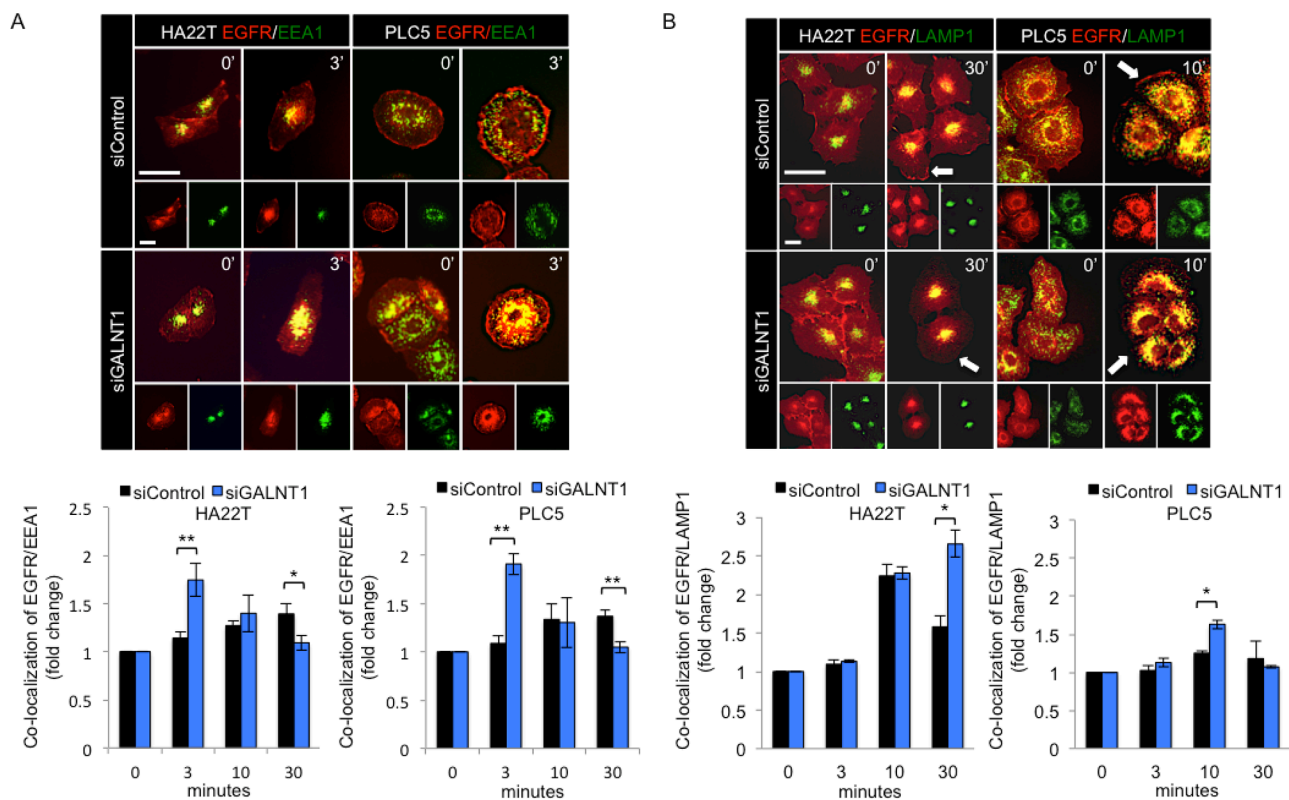 A
HA22T EGFR/EEA1 PLC5 EGFR/EEA1
siControl
0’ 3’ 0’ 3’
siGALNT1
0’ 3’ 0’ 3’
siControl siGALNT1
HA22T
Co-localization of EGFR/EEA1
(fold change)
2.5
2
1.5
1
0.5
0
** *
0 3 10 30
minutes
siControl siGALNT1
PLC5
Co-localization of EGFR/EEA1
(fold change)
2.5
2
1.5
1
0.5
0
** **
0 3 10 30
minutes
B
HA22T EGFR/LAMP1 PLC5 EGFR/LAMP1
siControl
0’ 30’ 0’ 10’
siGALNT1
0’ 30’ 0’ 10’
siControl siGALNT1
HA22T
Co-localization of EGFR/LAMP1
(fold change)
3
2.5
2
1.5
1
0.5
0
*
0 3 10 30
minutes
siControl siGALNT1
PLC5
Co-localization of EGFR/LAMP1
(fold change)
3
2.5
2
1.5
1
0.5
0
*
0 3 10 30
minutes